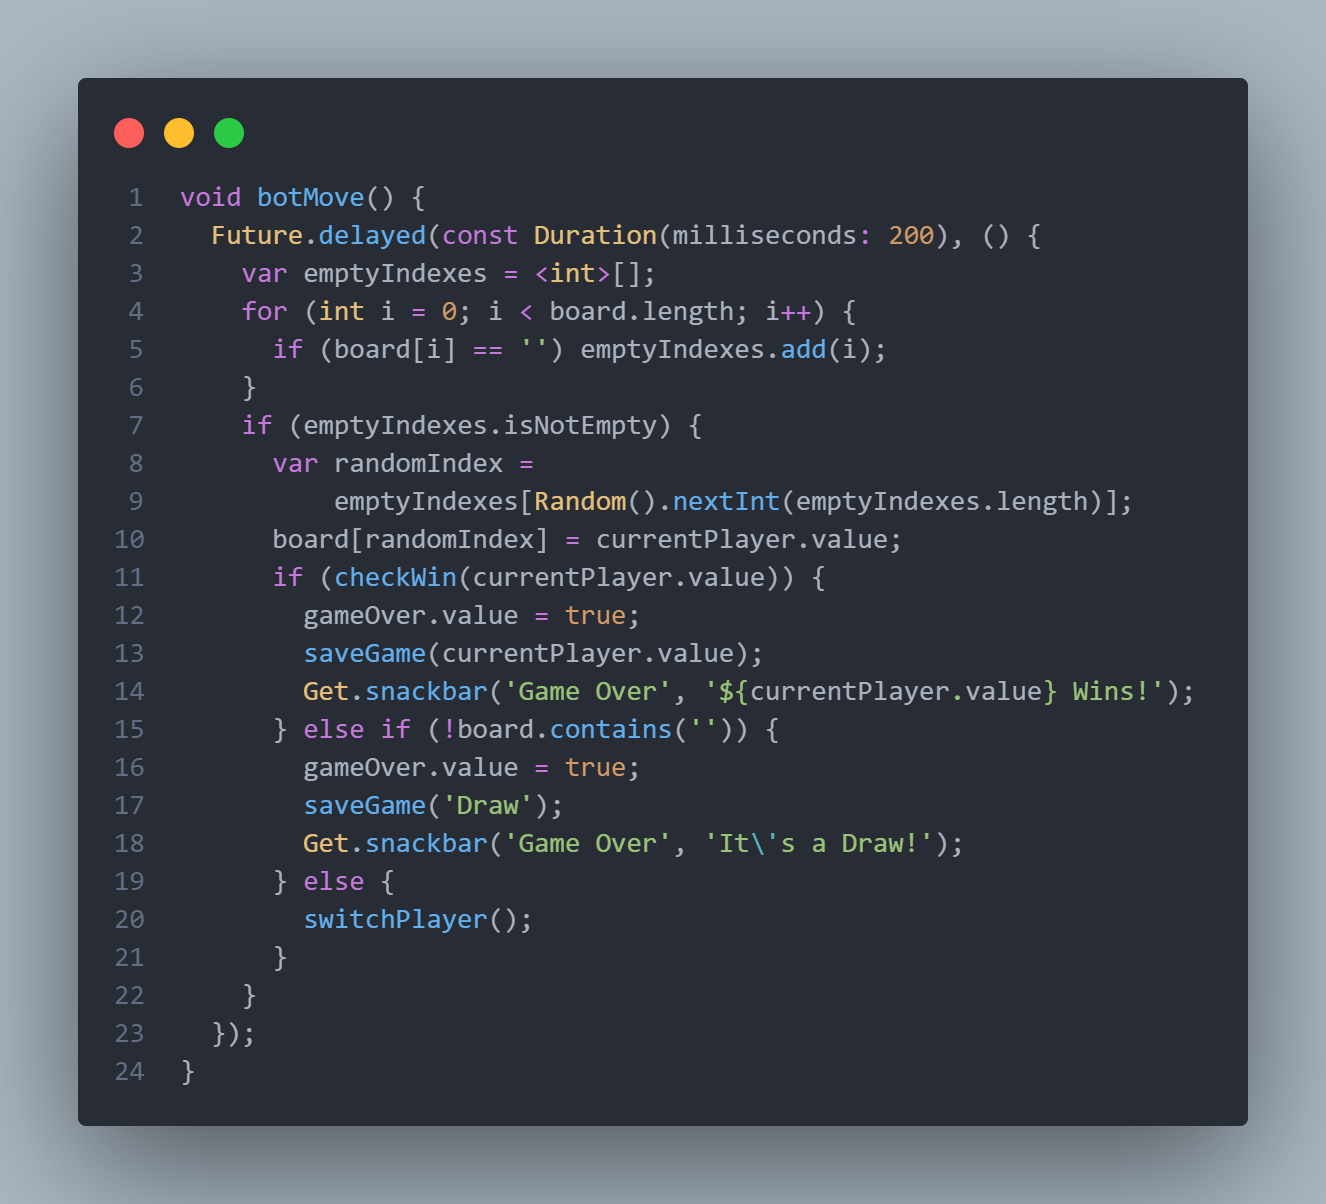 1 void botMove() {
2   Future.delayed(const Duration(milliseconds: 200), () {
3     var emptyIndexes = <int>[];
4     for (int i = 0; i < board.length; i++) {
5       if (board[i] == '') emptyIndexes.add(i);
6     }
7     if (emptyIndexes.isNotEmpty) {
8       var randomIndex =
9           emptyIndexes[Random().nextInt(emptyIndexes.length)];
10       board[randomIndex] = currentPlayer.value;
11       if (checkWin(currentPlayer.value)) {
12         gameOver.value = true;
13         saveGame(currentPlayer.value);
14         Get.snackbar('Game Over', '${currentPlayer.value} Wins!');
15       } else if (!board.contains('')) {
16         gameOver.value = true;
17         saveGame('Draw');
18         Get.snackbar('Game Over', 'It\'s a Draw!');
19       } else {
20         switchPlayer();
21       }
22     }
23   });
24 }